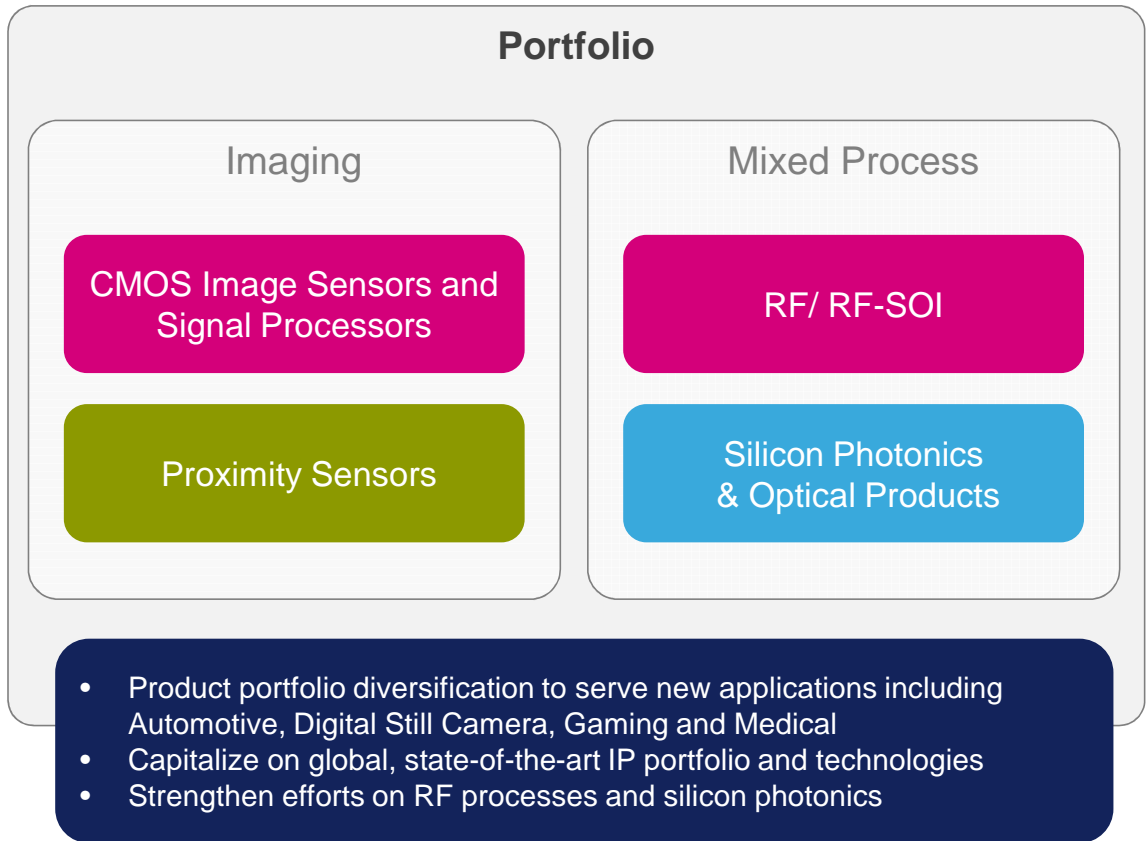 Portfolio
Imaging
CMOS Image Sensors and
Signal Processors
Proximity Sensors
Mixed Process
RF/ RF-SOI
Silicon Photonics
& Optical Products
• Product portfolio diversification to serve new applications including
Automotive, Digital Still Camera, Gaming and Medical
• Capitalize on global, state-of-the-art IP portfolio and technologies
• Strengthen efforts on RF processes and silicon photonics